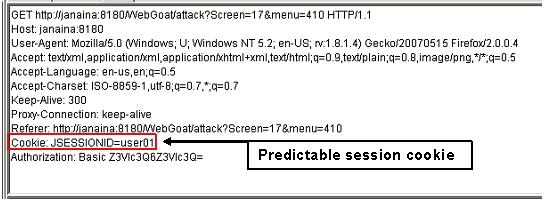 GET http://janaina:8180/WebGoat/attack?Screen=17&menu=410 HTTP/1.1
Host: janaina:8180
User-Agent: Mozilla/5.0 (Windows; U; Windows NT 5.2; en-US; rv:1.8.1.4) Gecko/20070515 Firefox/2.0.0.4
Accept: text/xml,application/xml,application/xhtml+xml,text/html;q=0.9,text/plain;q=0.8,image/png,*/*;q=0.5
Accept-Language: en-us,en;q=0.5
Accept-Charset: ISO-8859-1,utf-8;q=0.7,*;q=0.7
Keep-Alive: 300
Proxy-Connection: keep-alive
Referer: http://janaina:8180/WebGoat/attack?Screen=17&menu=410
Cookie: JSESSIONID=user01
Predictable session cookie
Authorization: Basic Z3Vlc3Q6Z3Vlc3Q=